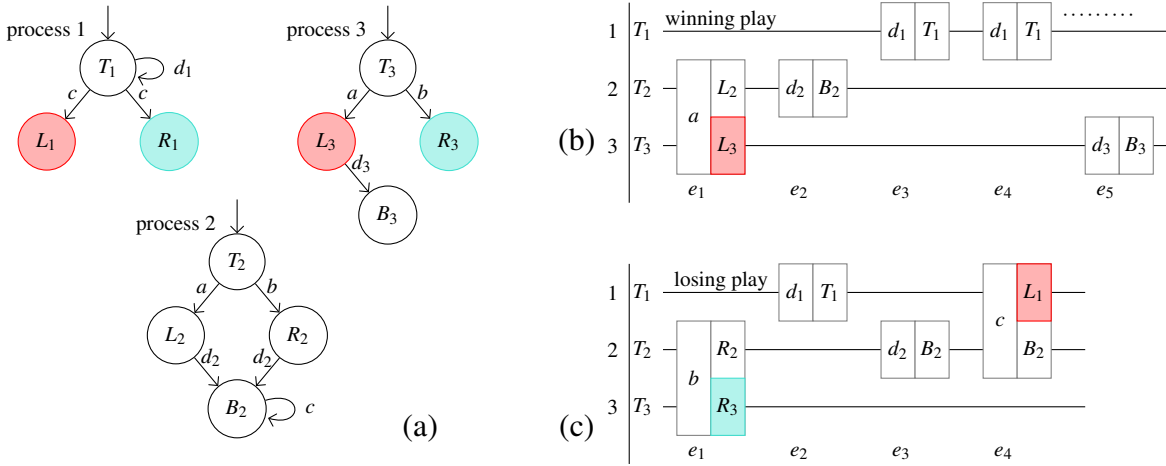 process 1
T₁
d₁
c
c
L₁
R₁
process 3
T₃
a
b
L₃
R₃
d₃
B₃
process 2
T₂
a
b
L₂
R₂
d₂
d₂
B₂
c
(a)
(b)
winning play
1 T₁ d₁ T₁ d₁ T₁ .........
2 T₂ a L₂ d₂ B₂
3 T₃ L₃ d₃ B₃
e₁ e₂ e₃ e₄ e₅
(c)
losing play
1 T₁ d₁ T₁ c L₁
2 T₂ b R₂ d₂ B₂ B₂
3 T₃ R₃
e₁ e₂ e₃ e₄